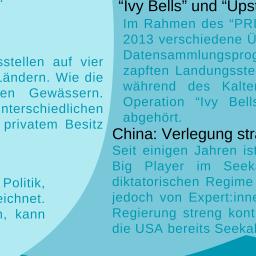 "Ivy Bells" und "Upst
Im Rahmen des "PRI
2013 verschiedene Ü
Datensammlungsprog
zapften Landungsste
während des Kalte
Operation "Ivy Bells
abgehört.
sstellen auf vier
Ländern. Wie die
en Gewässern.
nterschiedlichen
privatem Besitz
China: Verlegung stra
Seit einigen Jahren ist
Big Player im Seek
diktatorischen Regime
jedoch von Expert:inne
Regierung streng kont
die USA bereits Seekal
Politik,
eichnet.
n, kann